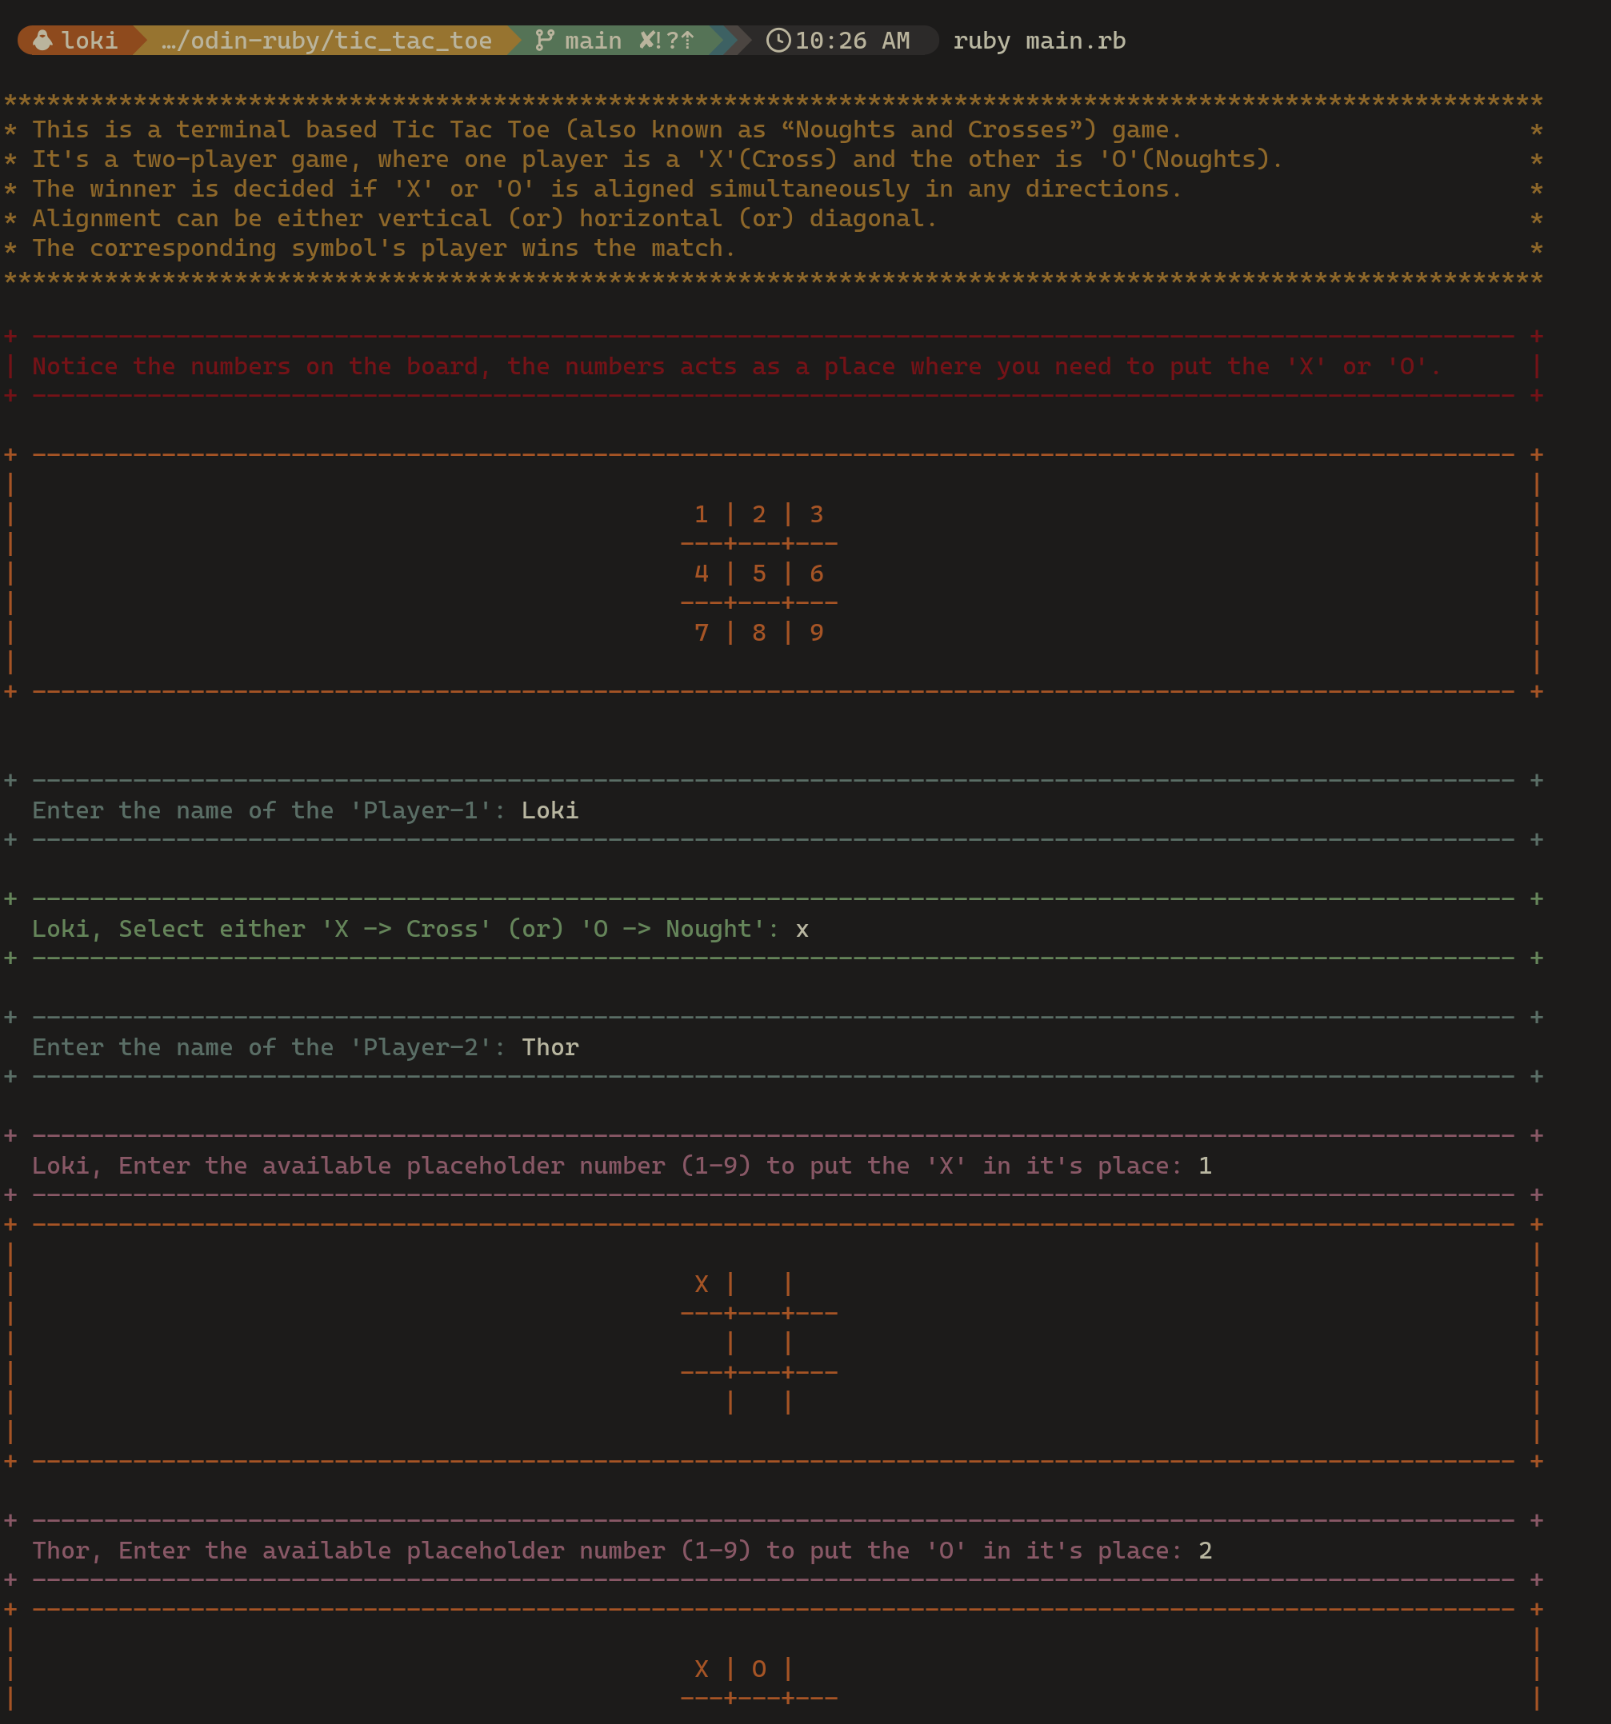 loki …/odin-ruby/tic_tac_toe main ✘!?⇡ 10:26 AM ruby main.rb
***********************************************************************************************************
* This is a terminal based Tic Tac Toe (also known as “Noughts and Crosses”) game. *
* It's a two-player game, where one player is a 'X'(Cross) and the other is 'O'(Noughts). *
* The winner is decided if 'X' or 'O' is aligned simultaneously in any directions. *
* Alignment can be either vertical (or) horizontal (or) diagonal. *
* The corresponding symbol's player wins the match. *
***********************************************************************************************************
+ ------------------------------------------------------------------------------------------------------- +
| Notice the numbers on the board, the numbers acts as a place where you need to put the 'X' or 'O'. |
+ ------------------------------------------------------------------------------------------------------- +
+ ------------------------------------------------------------------------------------------------------- +
| |
| 1 | 2 | 3 |
| ---+---+--- |
| 4 | 5 | 6 |
| ---+---+--- |
| 7 | 8 | 9 |
| |
+ ------------------------------------------------------------------------------------------------------- +
+ ------------------------------------------------------------------------------------------------------- +
Enter the name of the 'Player-1': Loki
+ ------------------------------------------------------------------------------------------------------- +
+ ------------------------------------------------------------------------------------------------------- +
Loki, Select either 'X -> Cross' (or) 'O -> Nought': x
+ ------------------------------------------------------------------------------------------------------- +
+ ------------------------------------------------------------------------------------------------------- +
Enter the name of the 'Player-2': Thor
+ ------------------------------------------------------------------------------------------------------- +
+ ------------------------------------------------------------------------------------------------------- +
Loki, Enter the available placeholder number (1-9) to put the 'X' in it's place: 1
+ ------------------------------------------------------------------------------------------------------- +
+ ------------------------------------------------------------------------------------------------------- +
| |
| X | | |
| ---+---+--- |
| | | |
| ---+---+--- |
| | | |
| |
+ ------------------------------------------------------------------------------------------------------- +
+ ------------------------------------------------------------------------------------------------------- +
Thor, Enter the available placeholder number (1-9) to put the 'O' in it's place: 2
+ ------------------------------------------------------------------------------------------------------- +
+ ------------------------------------------------------------------------------------------------------- +
| |
| X | O | |
| ---+---+--- |